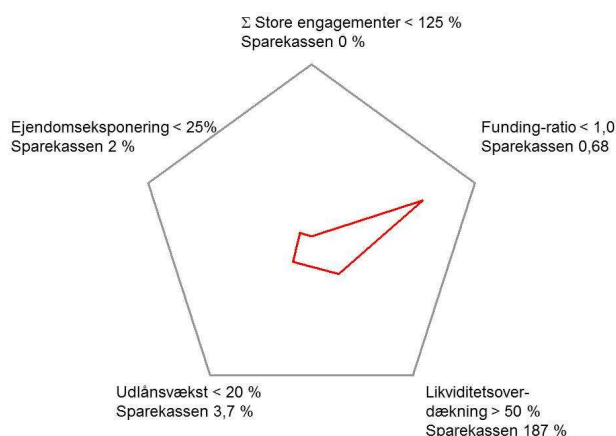 Σ Store engagementer < 125 %
Sparekassen 0 %
Ejendomseksponering < 25%
Sparekassen 2 %
Funding-ratio < 1,0
Sparekassen 0,68
Udlånsvækst < 20 %
Sparekassen 3,7 %
Likviditetsover-
dækning > 50 %
Sparekassen 187 %